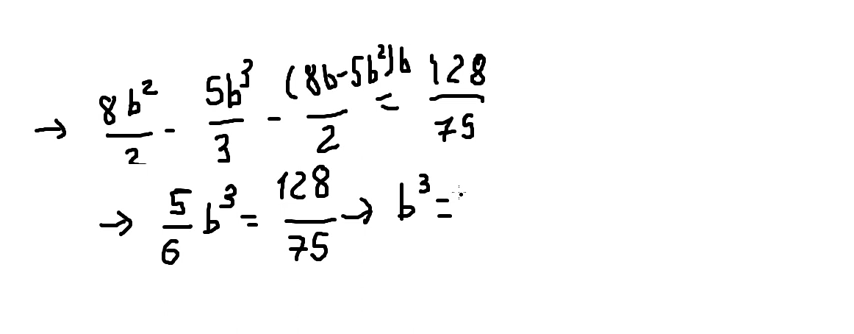 → 8b²/2 - 5b³/3 - (8b-5b²)b/2 = 128/75
→ 5/6 b³ = 128/75 → b³ =